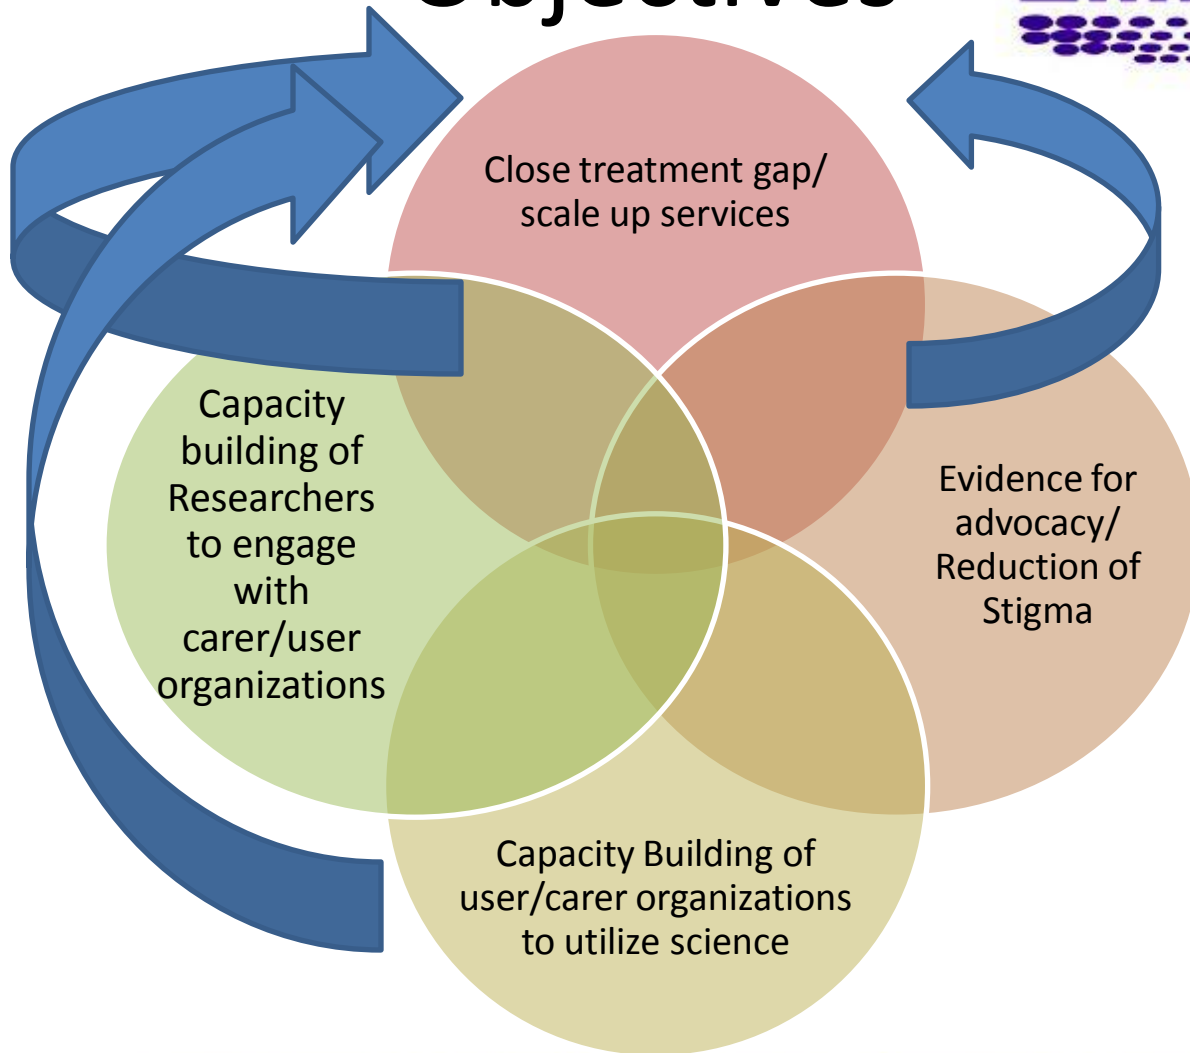 Objectives
Close treatment gap/
scale up services
Capacity
building of
Researchers
to engage
with
carer/user
organizations
Evidence for
advocacy/
Reduction of
Stigma
Capacity Building of
user/carer organizations
to utilize science